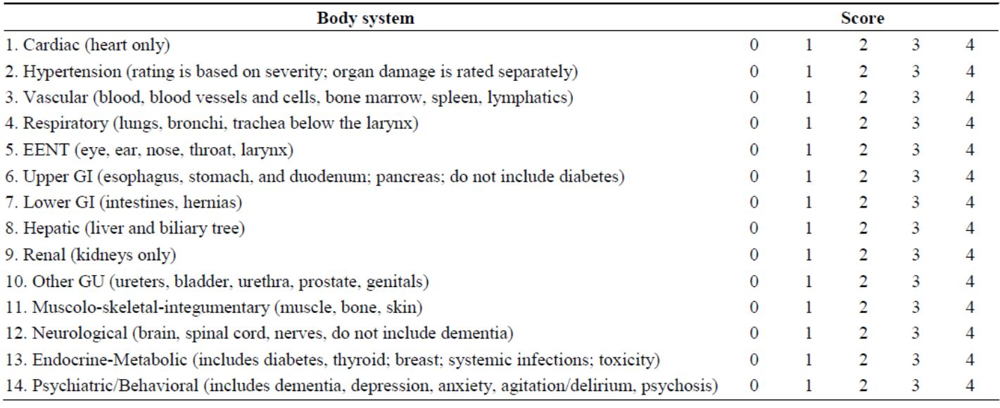 Body system Score
1. Cardiac (heart only) 0 1 2 3 4
2. Hypertension (rating is based on severity; organ damage is rated separately) 0 1 2 3 4
3. Vascular (blood, blood vessels and cells, bone marrow, spleen, lymphatics) 0 1 2 3 4
4. Respiratory (lungs, bronchi, trachea below the larynx) 0 1 2 3 4
5. EENT (eye, ear, nose, throat, larynx) 0 1 2 3 4
6. Upper GI (esophagus, stomach, and duodenum; pancreas; do not include diabetes) 0 1 2 3 4
7. Lower GI (intestines, hernias) 0 1 2 3 4
8. Hepatic (liver and biliary tree) 0 1 2 3 4
9. Renal (kidneys only) 0 1 2 3 4
10. Other GU (ureters, bladder, urethra, prostate, genitals) 0 1 2 3 4
11. Muscolo-skeletal-integumentary (muscle, bone, skin) 0 1 2 3 4
12. Neurological (brain, spinal cord, nerves, do not include dementia) 0 1 2 3 4
13. Endocrine-Metabolic (includes diabetes, thyroid; breast; systemic infections; toxicity) 0 1 2 3 4
14. Psychiatric/Behavioral (includes dementia, depression, anxiety, agitation/delirium, psychosis) 0 1 2 3 4